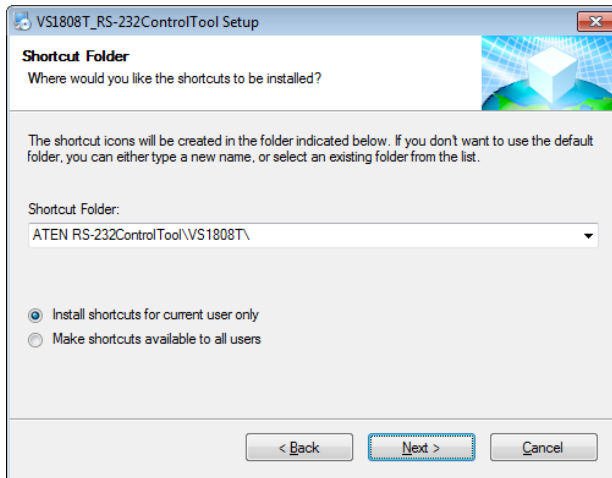 VS1808T_RS-232ControlTool Setup
Shortcut Folder
Where would you like the shortcuts to be installed?
The shortcut icons will be created in the folder indicated below. If you don't want to use the default
folder, you can either type a new name, or select an existing folder from the list.
Shortcut Folder:
ATEN RS-232ControlTool\VS1808T\
Install shortcuts for current user only
Make shortcuts available to all users
< Back
Next >
Cancel